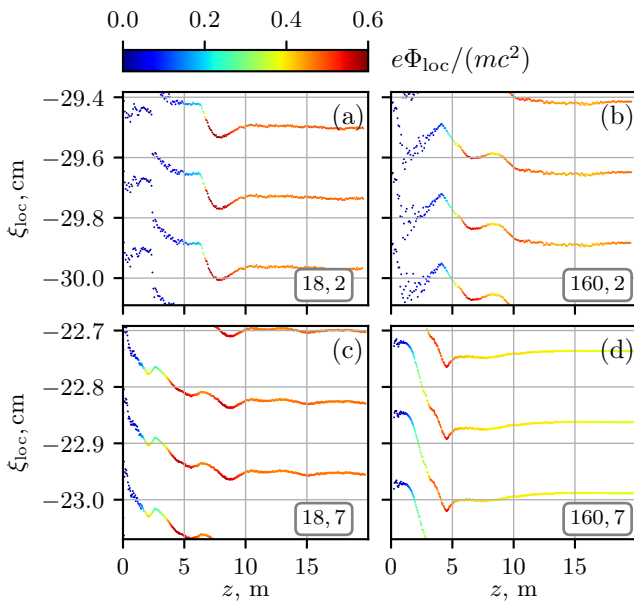 0.0 0.2 0.4 0.6
eΦ_loc/(mc²)
ξ_loc, cm
−29.4
−29.6
−29.8
−30.0
(a)
18, 2
(b)
160, 2
ξ_loc, cm
−22.7
−22.8
−22.9
−23.0
(c)
18, 7
(d)
160, 7
0 5 10 15
0 5 10 15
z, m
z, m